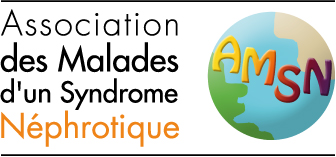 Association
des Malades
d'un Syndrome
Néphrotique
AMSN